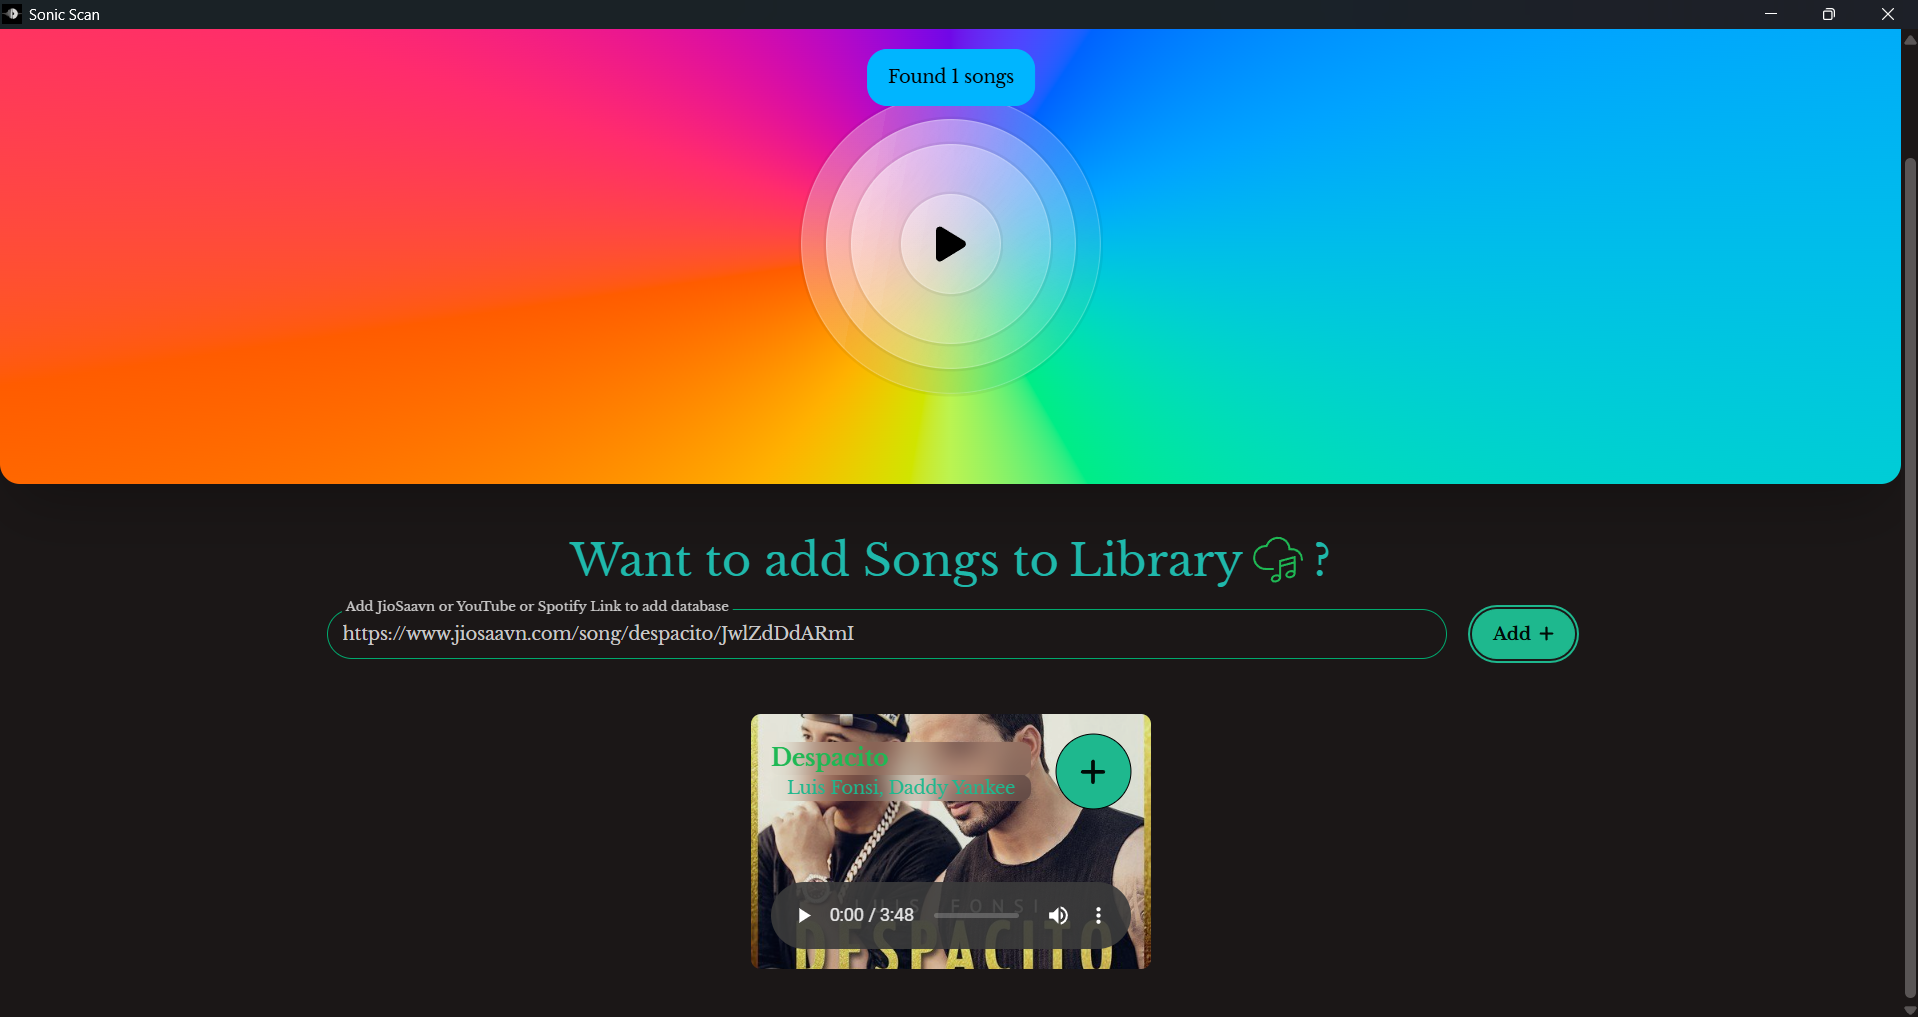 Sonic Scan
Found 1 songs
Want to add Songs to Library ?
Add JioSaavn or YouTube or Spotify Link to add database
https://www.jiosaavn.com/song/despacito/JwlZdDdARmI
Add +
Despacito
Luis Fonsi, Daddy Yankee
LUIS FONSI
0:00 / 3:48
DESPACITO